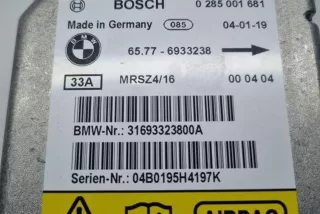 BOSCH 0 285 001 681
Made in Germany 085 04-01-19
BMW 65.77 - 6933238
33A MRSZ4/16 00 04 04
BMW-Nr.: 31693323800A
Serien-Nr.: 04B0195H4197K
AIRBAG